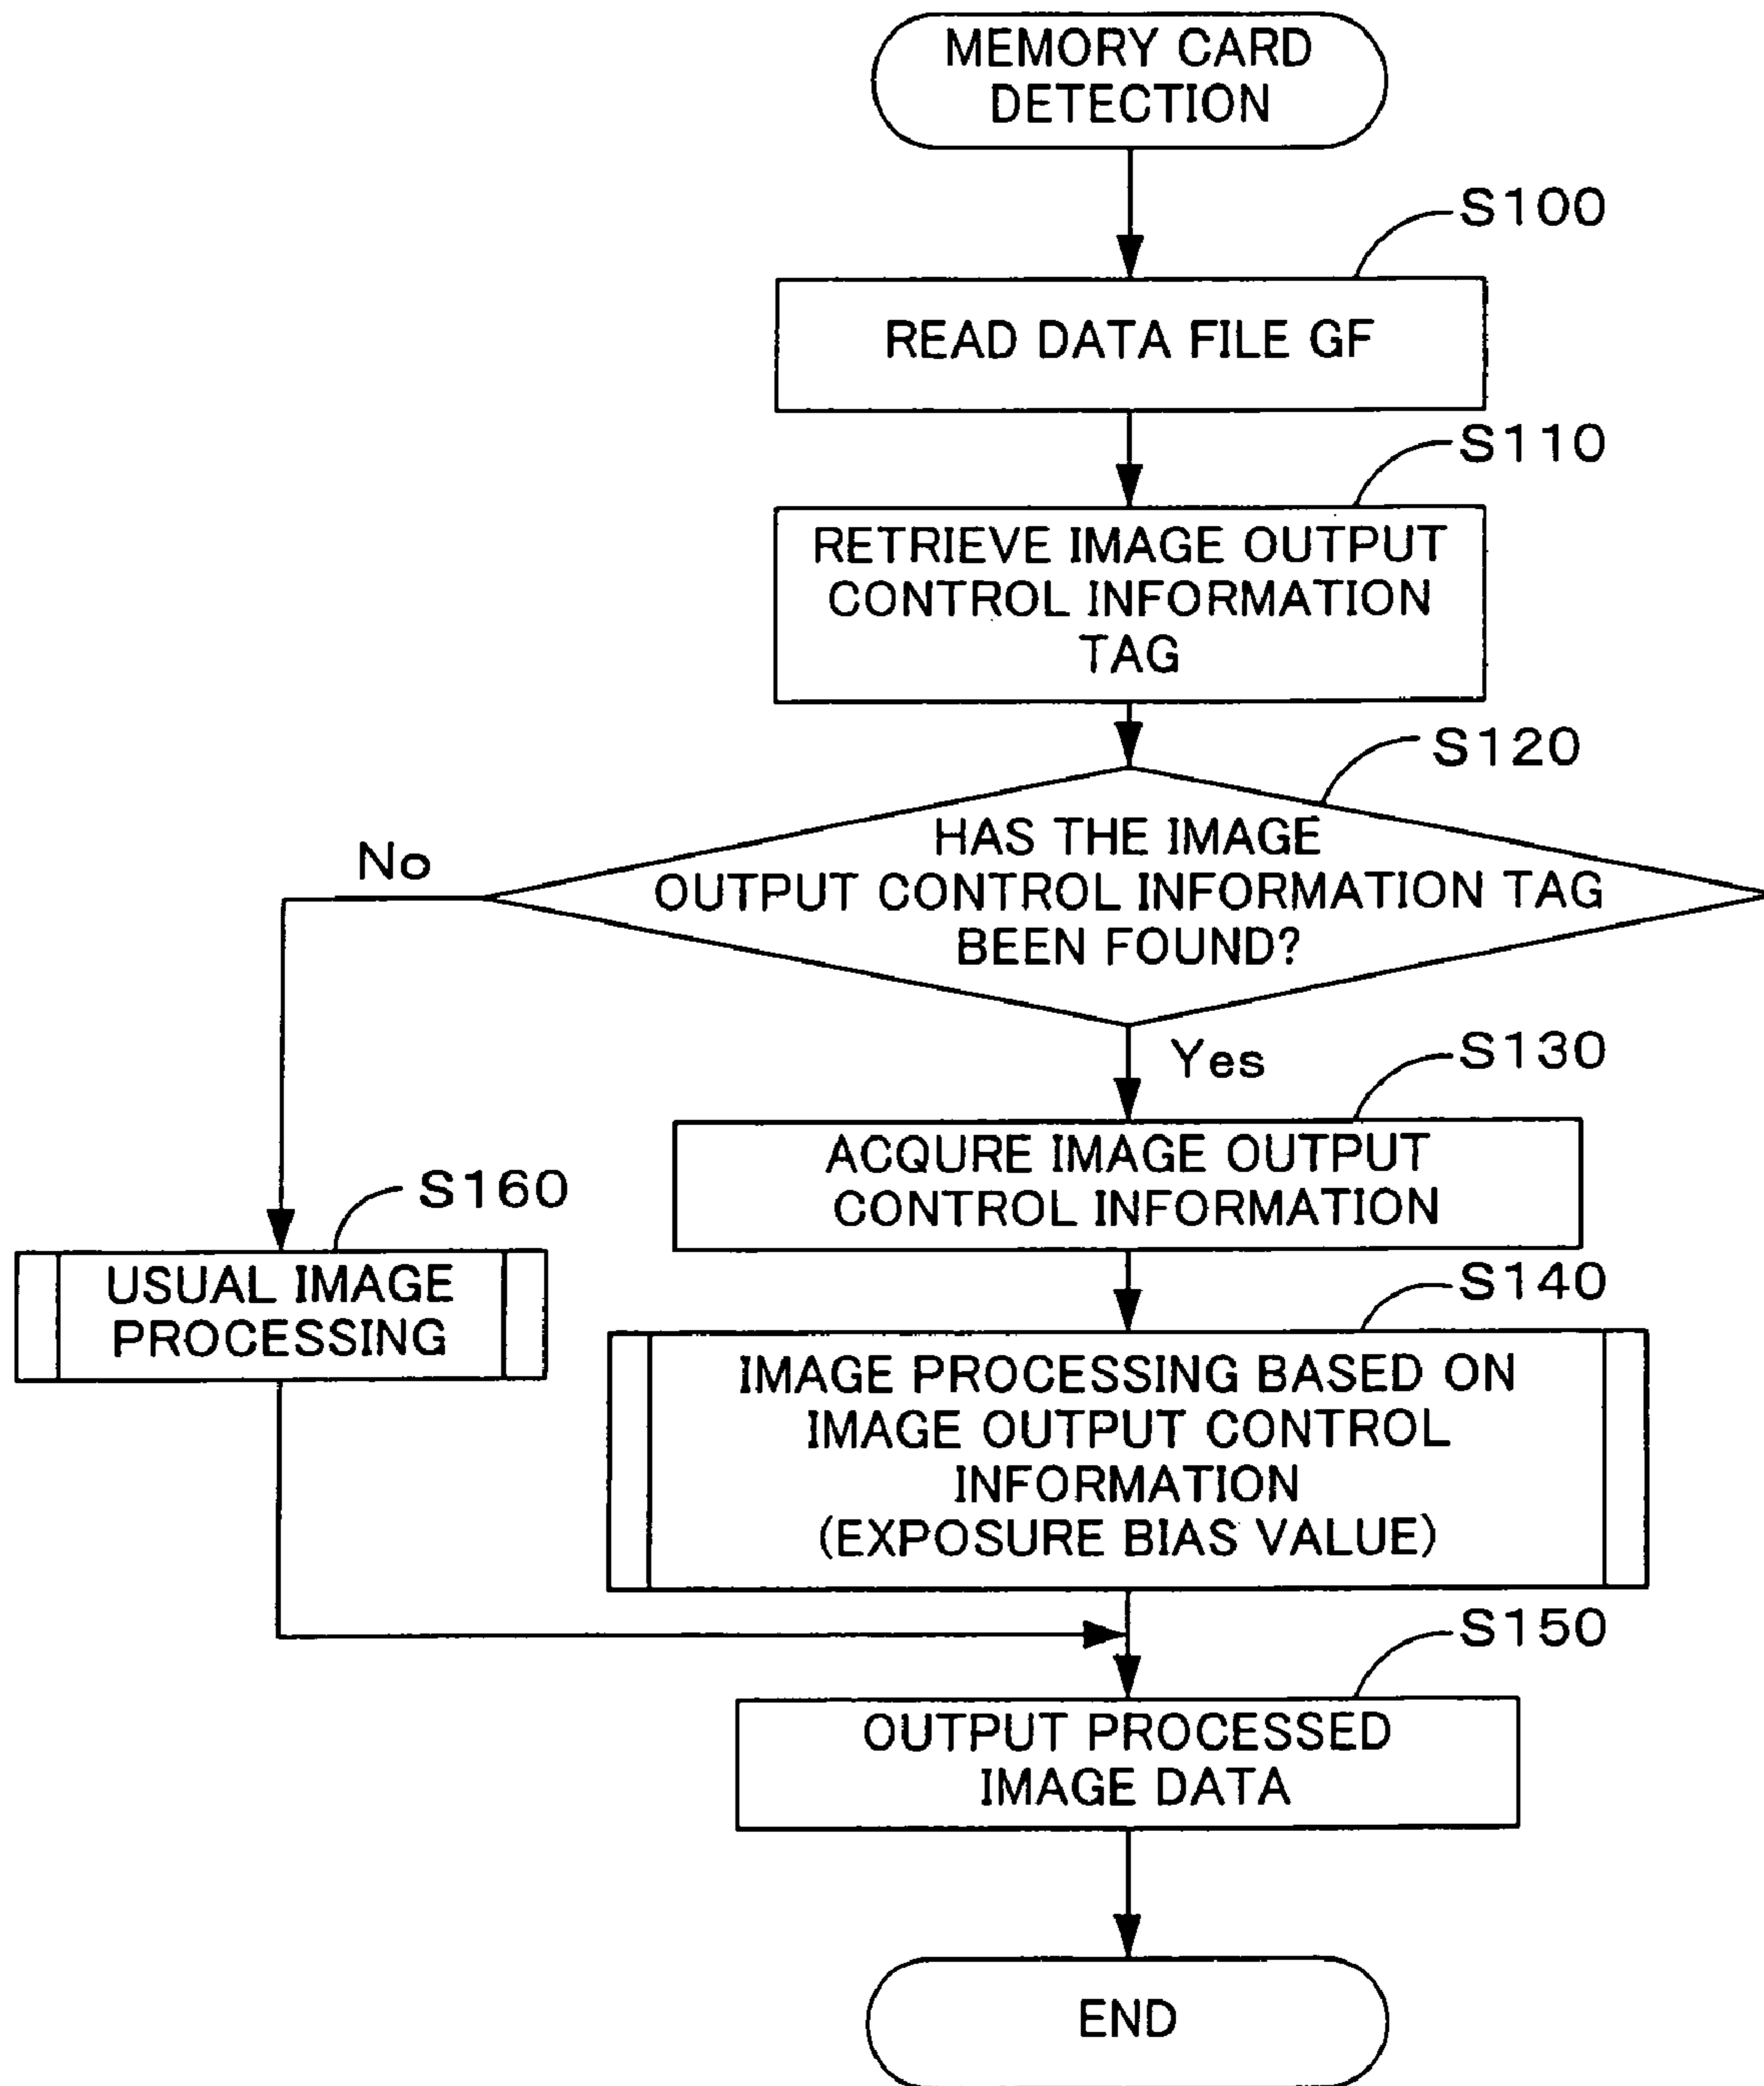 MEMORY CARD
DETECTION
S100
READ DATA FILE GF
S110
RETRIEVE IMAGE OUTPUT
CONTROL INFORMATION
TAG
S120
HAS THE IMAGE
OUTPUT CONTROL INFORMATION TAG
BEEN FOUND?
No
Yes
S130
ACQURE IMAGE OUTPUT
CONTROL INFORMATION
S160
USUAL IMAGE
PROCESSING
S140
IMAGE PROCESSING BASED ON
IMAGE OUTPUT CONTROL
INFORMATION
(EXPOSURE BIAS VALUE)
S150
OUTPUT PROCESSED
IMAGE DATA
END